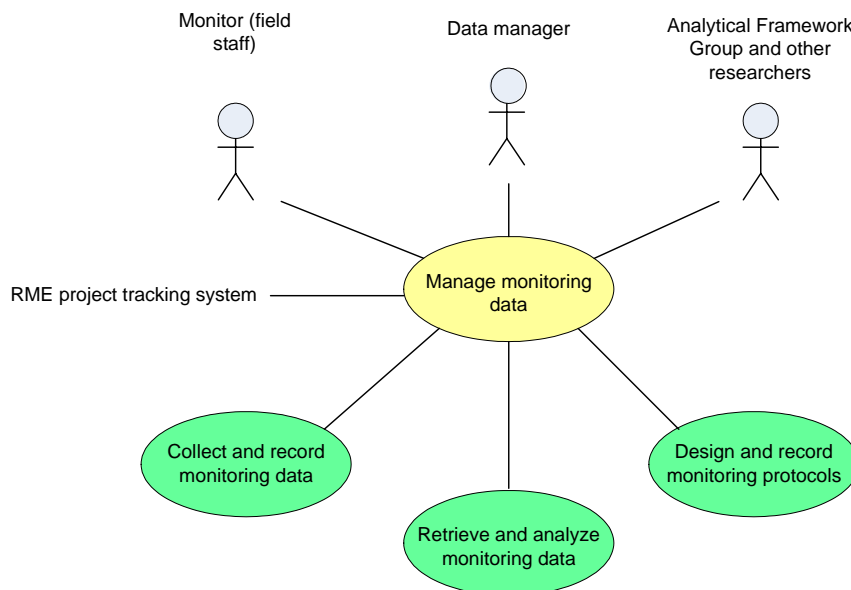 Monitor (field
staff)
Data manager
Analytical Framework
Group and other
researchers
Manage monitoring
data
RME project tracking system
Collect and record
monitoring data
Design and record
monitoring protocols
Retrieve and analyze
monitoring data